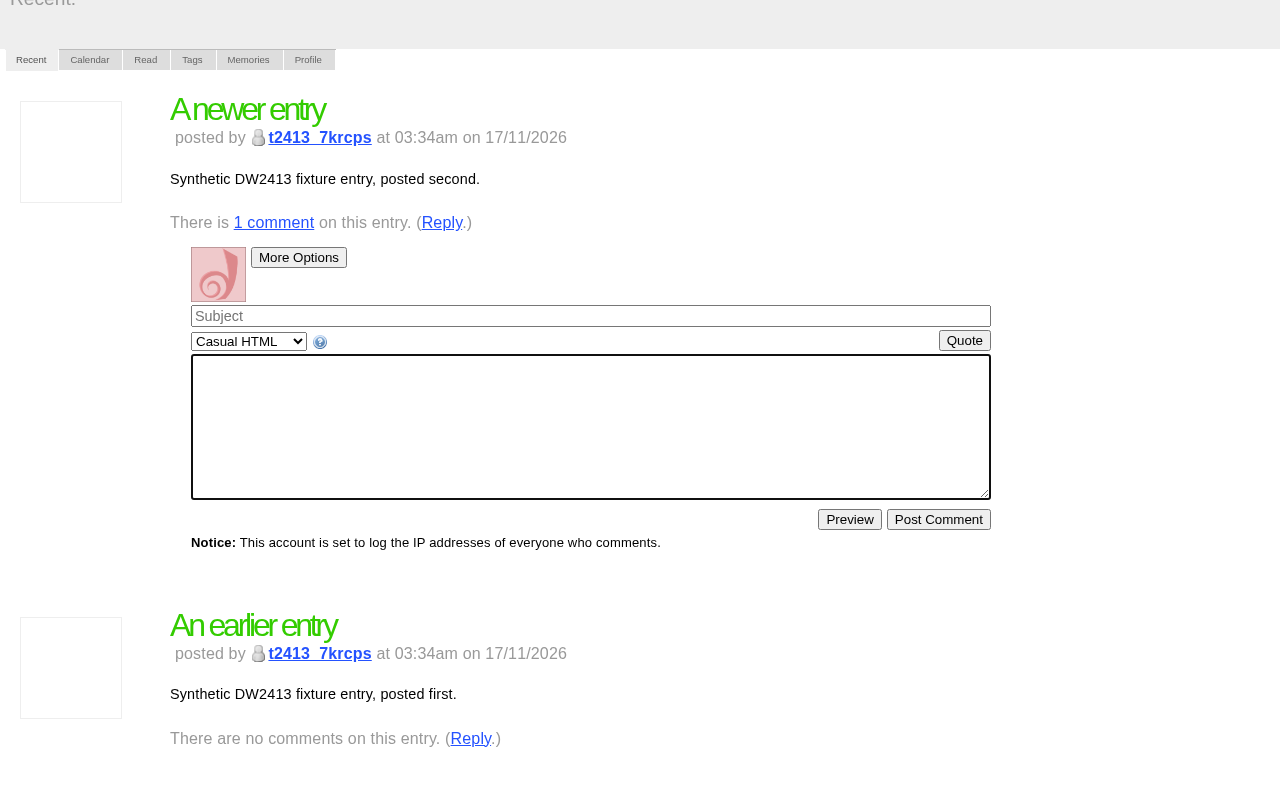 Recent.
Recent Calendar Read Tags Memories Profile
A newer entry
posted by t2413_7krcps at 03:34am on 17/11/2026
Synthetic DW2413 fixture entry, posted second.
There is 1 comment on this entry. (Reply.)
More Options
Subject
Casual HTML ? Quote
Preview Post Comment
Notice: This account is set to log the IP addresses of everyone who comments.
An earlier entry
posted by t2413_7krcps at 03:34am on 17/11/2026
Synthetic DW2413 fixture entry, posted first.
There are no comments on this entry. (Reply.)